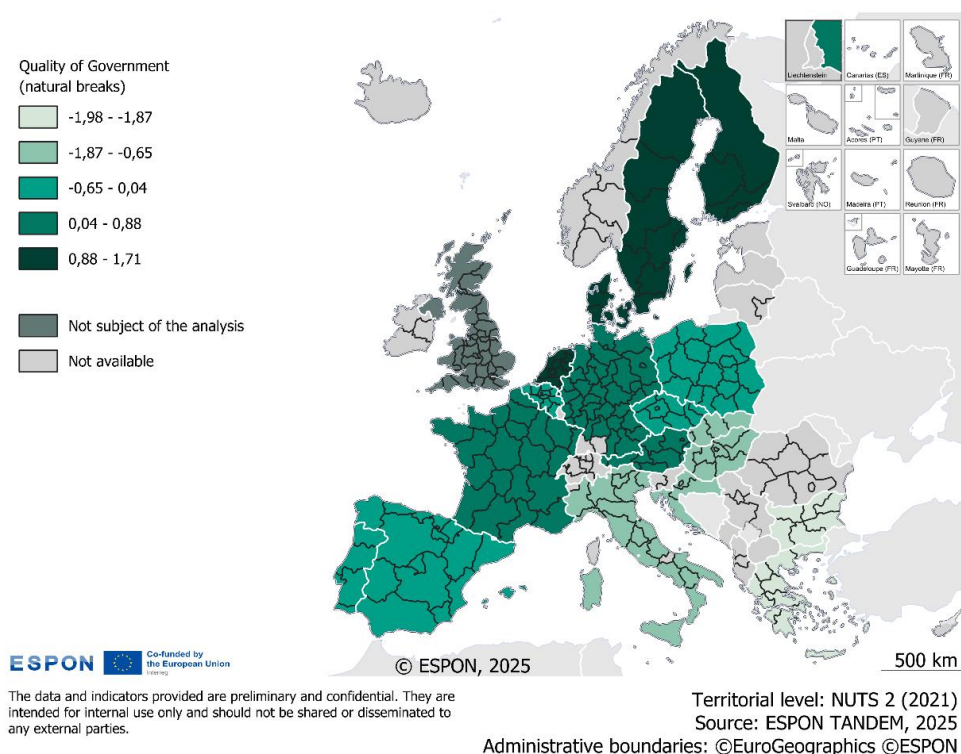 Quality of Government
(natural breaks)
-1,98 - -1,87
-1,87 - -0,65
-0,65 - 0,04
0,04 - 0,88
0,88 - 1,71
Not subject of the analysis
Not available
Liechtenstein
Canarias (ES)
Martinique (FR)
Malta
Acores (PT)
Guyane (FR)
Svalbard (NO)
Madeira (PT)
Reunion (FR)
Guadeloupe (FR)
Mayotte (FR)
ESPON
Co-funded by
the European Union
Interreg
© ESPON, 2025
500 km
The data and indicators provided are preliminary and confidential. They are
intended for internal use only and should not be shared or disseminated to
any external parties.
Territorial level: NUTS 2 (2021)
Source: ESPON TANDEM, 2025
Administrative boundaries: ©EuroGeographics ©ESPON